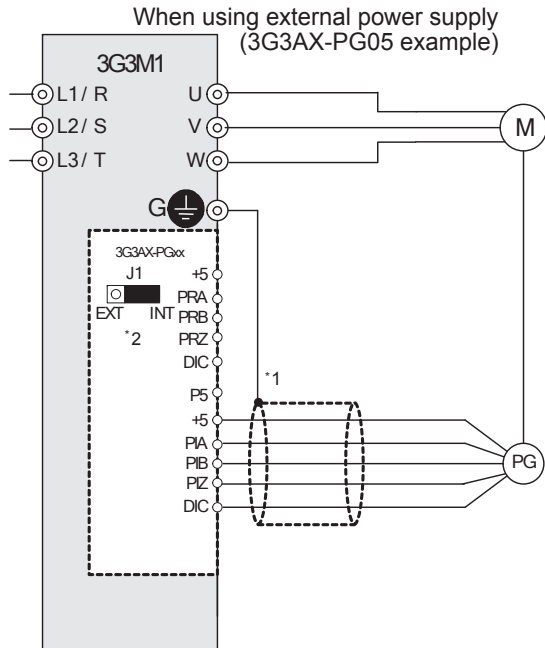 When using external power supply
(3G3AX-PG05 example)
3G3M1
L1/ R
U
L2/ S
V
M
L3/ T
W
G
3G3AX-PGxx
J1
+5
EXT INT
PRA
PRB
*2
PRZ
DIC
P5
*1
+5
PIA
PIB
PG
PIZ
DIC